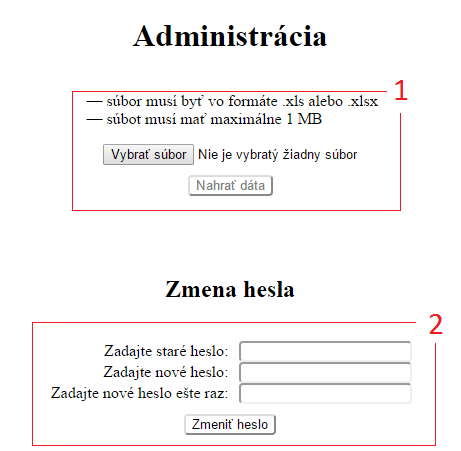 Administrácia
1
— súbor musí byť vo formáte .xls alebo .xlsx
— súbot musí mať maximálne 1 MB
Vybrať súbor Nie je vybratý žiadny súbor
Nahrať dáta
Zmena hesla
2
Zadajte staré heslo:
Zadajte nové heslo:
Zadajte nové heslo ešte raz:
Zmeniť heslo